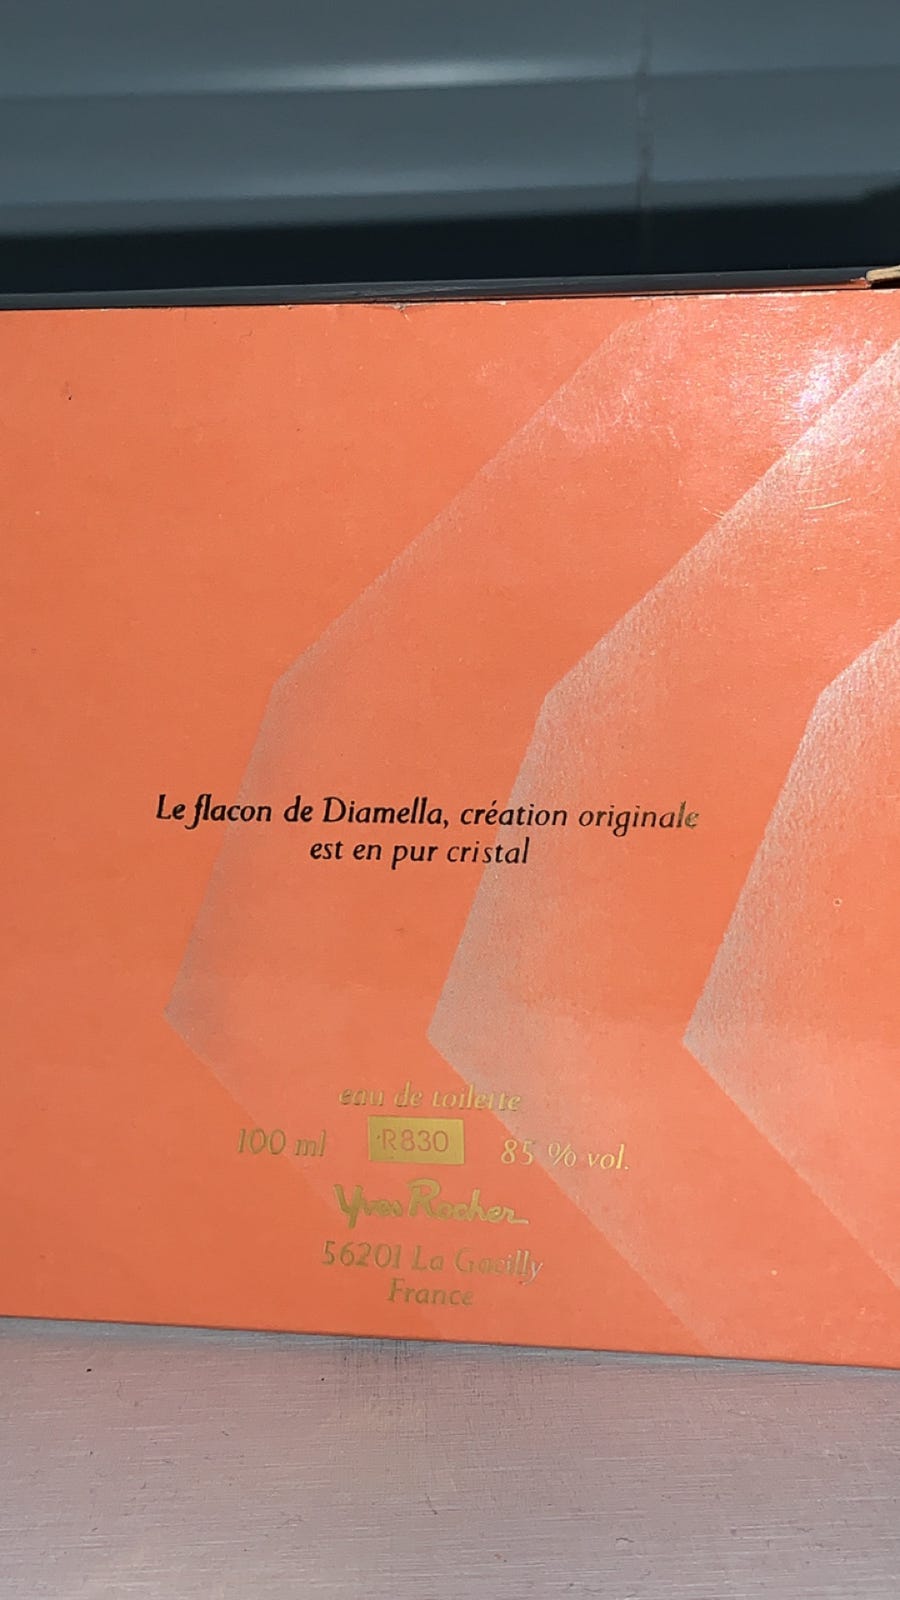 Le flacon de Diamella, création originale
est en pur cristal
eau de toilette
100 ml R830 85 % vol.
Yves Rocher
56201 La Gacilly
France